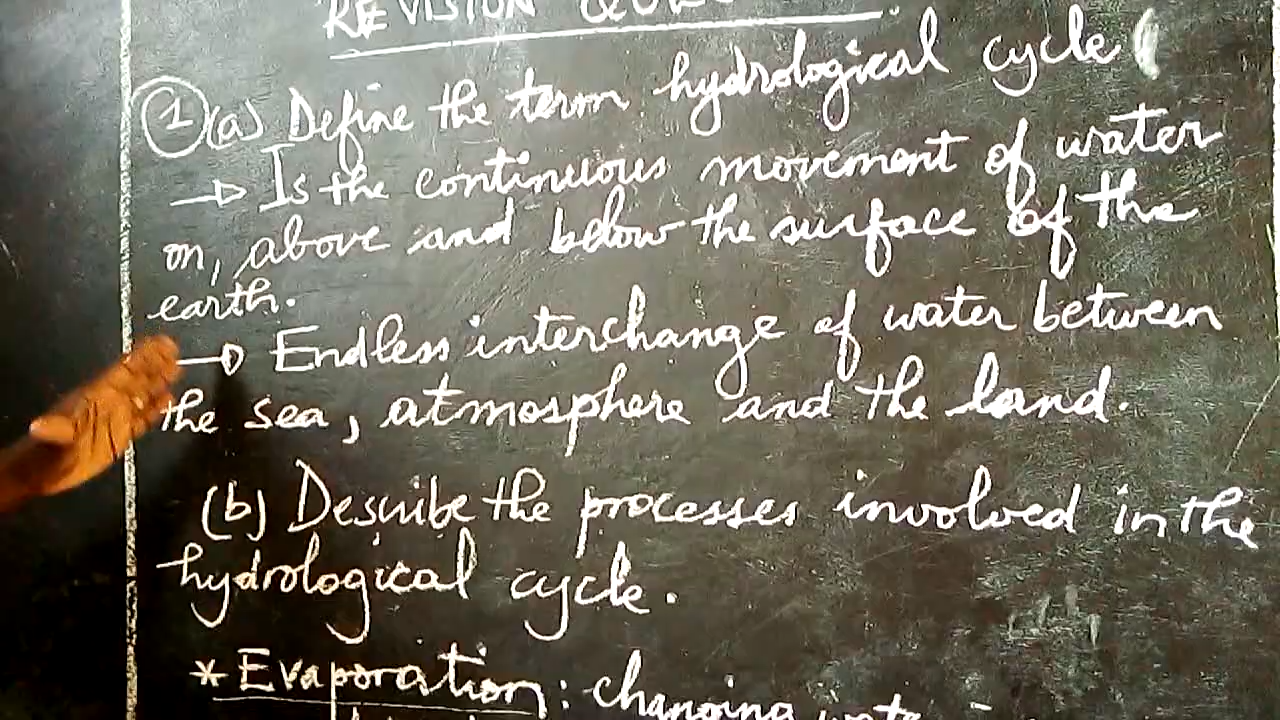 REVISION
① (a) Define the term hydrological cycle (
→ Is the continuous movement of water
on, above and below the surface of the
earth.
→ Endless interchange of water between
the sea, atmosphere and the land.
(b) Describe the processes involved in the
hydrological cycle.
* Evaporation: changing